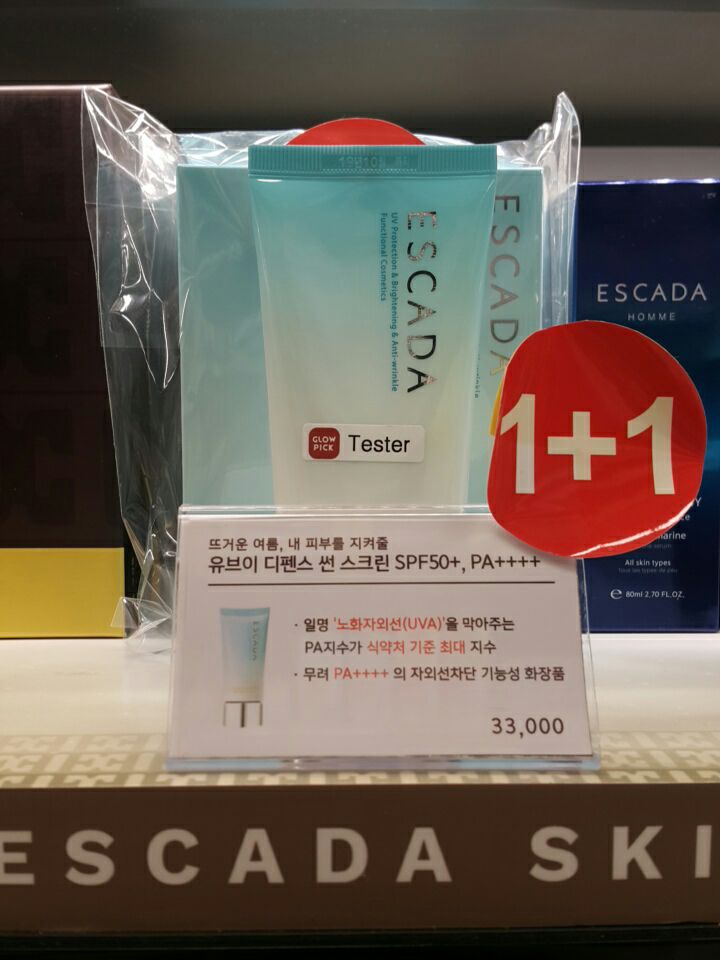 ESCADA
UV Protection & Brightening & Anti-wrinkle
Functional Cosmetics
ESCADA
GLOW
PICK
Tester
1+1
ESCADA
HOMME
All skin types
80ml 2.70 FL.OZ.
뜨거운 여름, 내 피부를 지켜줄
유브이 디펜스 썬 스크린 SPF50+, PA++++
· 일명 '노화자외선(UVA)'을 막아주는
PA지수가 식약처 기준 최대 지수
· 무려 PA++++ 의 자외선차단 기능성 화장품
ESCADA
33,000
ESCADA SKI